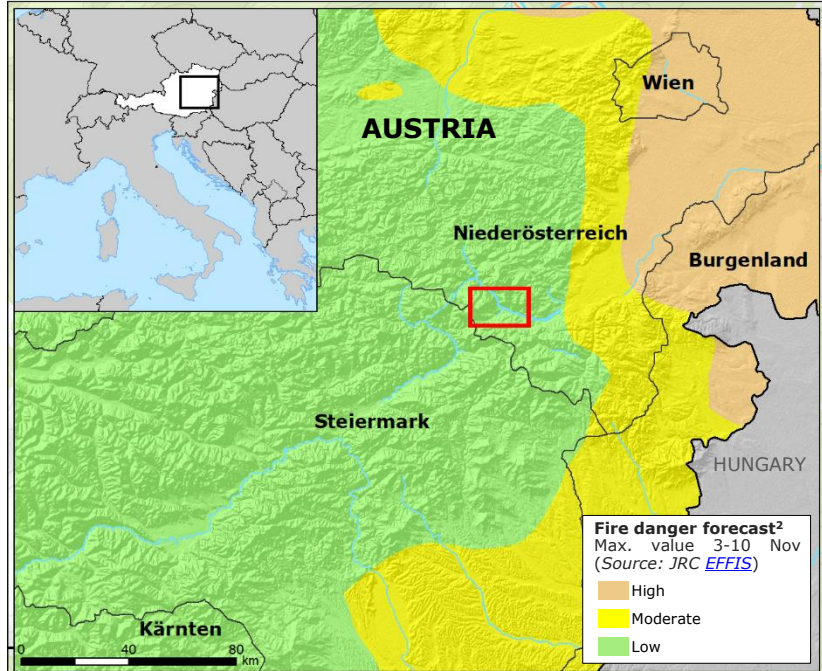 Wien
AUSTRIA
Niederösterreich
Burgenland
Steiermark
HUNGARY
Kärnten
0 40 80
km
Fire danger forecast²
Max. value 3-10 Nov
(Source: JRC EFFIS)
High
Moderate
Low